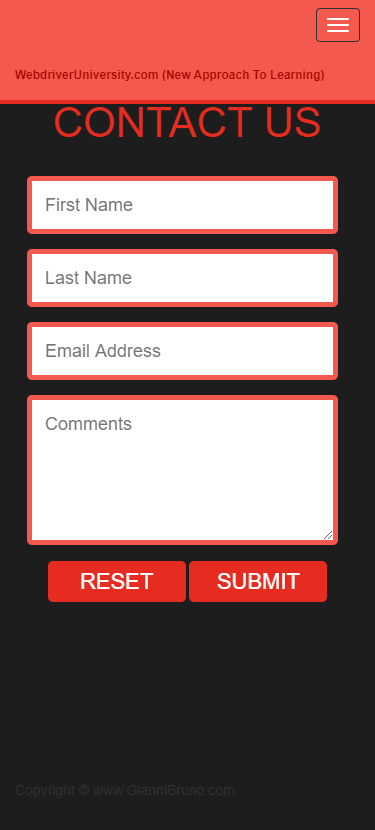 WebdriverUniversity.com (New Approach To Learning)
CONTACT US
First Name
Last Name
Email Address
Comments
RESET SUBMIT
Copyright © www.GianniBruno.com